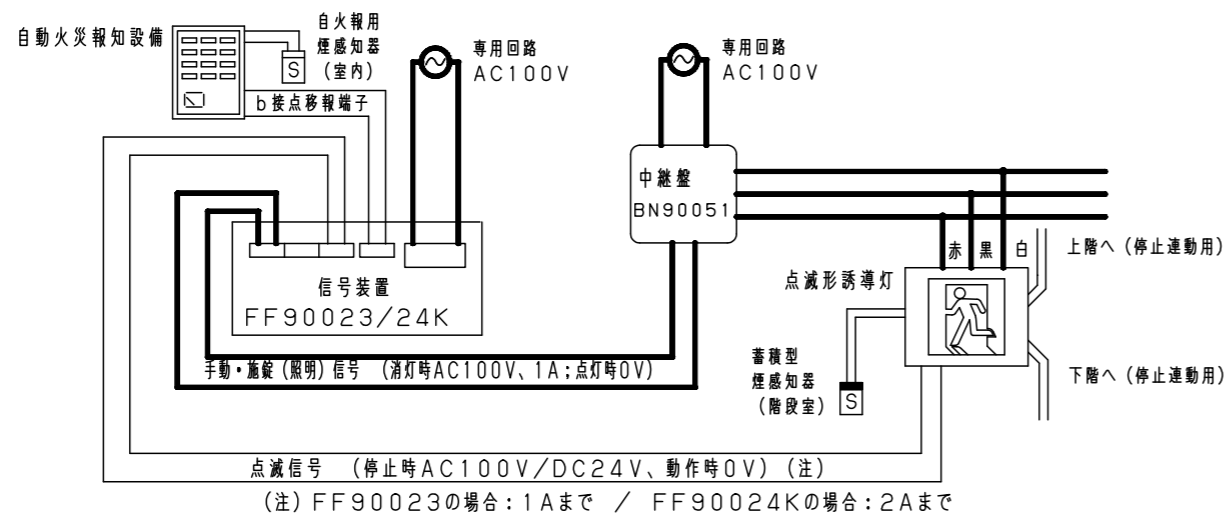 自動火災報知設備
自火報用
煙感知器
(室内)
S
専用回路
AC100V
専用回路
AC100V
b接点移報端子
中継盤
BN90051
信号装置
FF90023/24K
赤 黒 白
上階へ(停止連動用)
点滅形誘導灯
手動・施錠(照明)信号 (消灯時AC100V、1A;点灯時0V)
蓄積型
煙感知器
(階段室)
S
下階へ(停止連動用)
点滅信号 (停止時AC100V/DC24V、動作時0V)(注)
(注)FF90023の場合:1Aまで / FF90024Kの場合:2Aまで